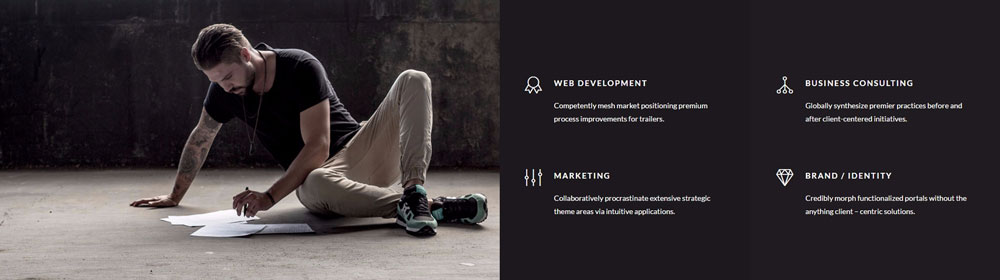 WEB DEVELOPMENT
Competently mesh market positioning premium
process improvements for trailers.
BUSINESS CONSULTING
Globally synthesize premier practices before and
after client-centered initiatives.
MARKETING
Collaboratively procrastinate extensive strategic
theme areas via intuitive applications.
BRAND / IDENTITY
Credibly morph functionalized portals without the
anything client – centric solutions.